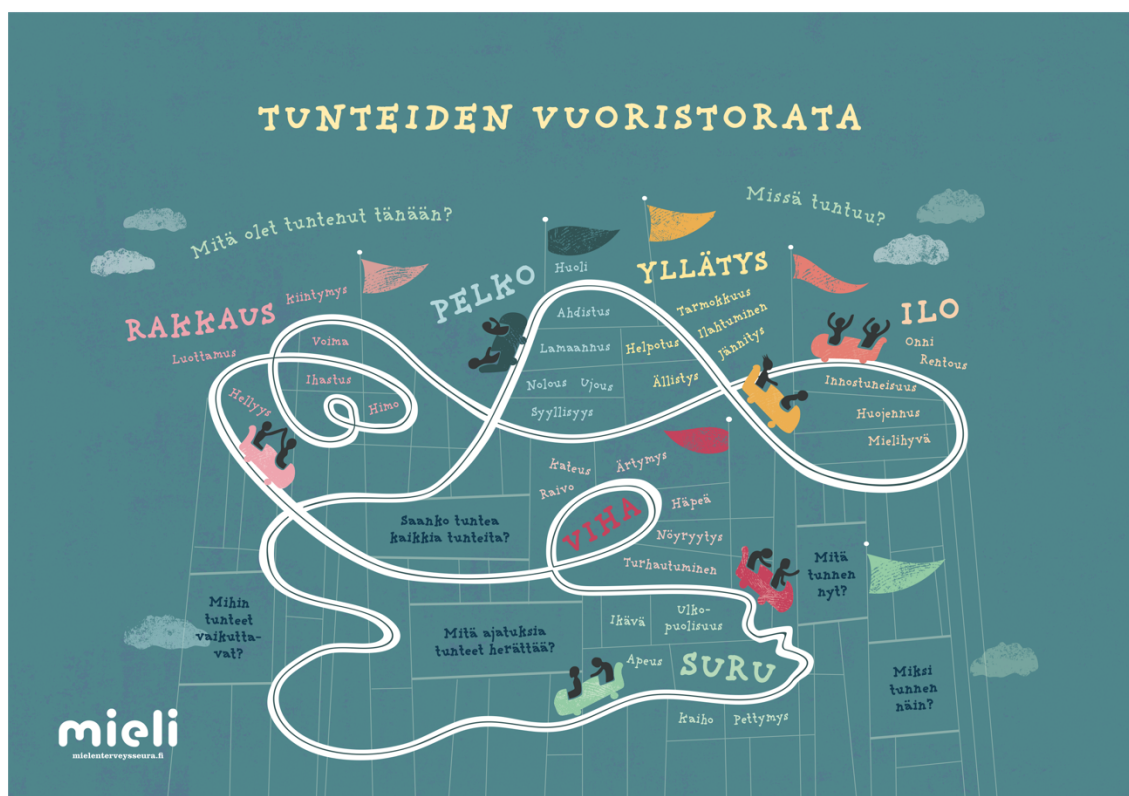 TUNTEIDEN VUORISTORATA
Mitä olet tuntenut tänään?
Missä tuntuu?
RAKKAUS
Kiintymys
Luottamus
Voima
Ihastus
Himo
Hellyys
PELKO
Huoli
Ahdistus
Lamaannus
Nolous Ujous
Syyllisyys
YLLÄTYS
Tarmokkuus
Ilahtuminen
Jännitys
Helpotus
Ällistys
ILO
Onni
Rentous
Innostuneisuus
Huojennus
Mielihyvä
VIHA
Kateus
Ärtymys
Raivo
Häpeä
Nöyryytys
Turhautuminen
Saanko tuntea
kaikkia tunteita?
Mitä
tunnen
nyt?
Mihin
tunteet
vaikutta-
vat?
Mitä ajatuksia
tunteet herättää?
Ikävä
Ulko-
puolisuus
Apeus
SURU
Kaiho
Pettymys
Miksi
tunnen
näin?
mieli
mielenterveysseura.fi